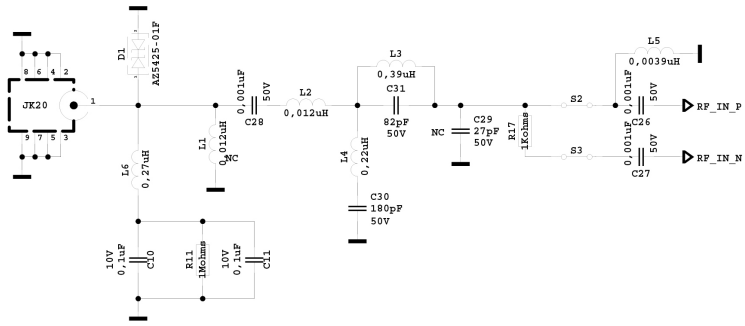 D1
AZ5425-01F
8 6 4 2
JK20
1
9 7 5 3
L6
0,27uH
10V
0,1uF
C10
R11
1Mohms
10V
0,1uF
C11
L1
0,012uH
NC
0,001uF
50V
C28
L2
0,012uH
L3
0,39uH
C31
82pF
50V
L4
0,22uH
C30
180pF
50V
NC
C29
27pF
50V
R17
1Kohms
S2
S3
L5
0,0039uH
0,001uF
50V
C26
RF_IN_P
0,001uF
50V
C27
RF_IN_N